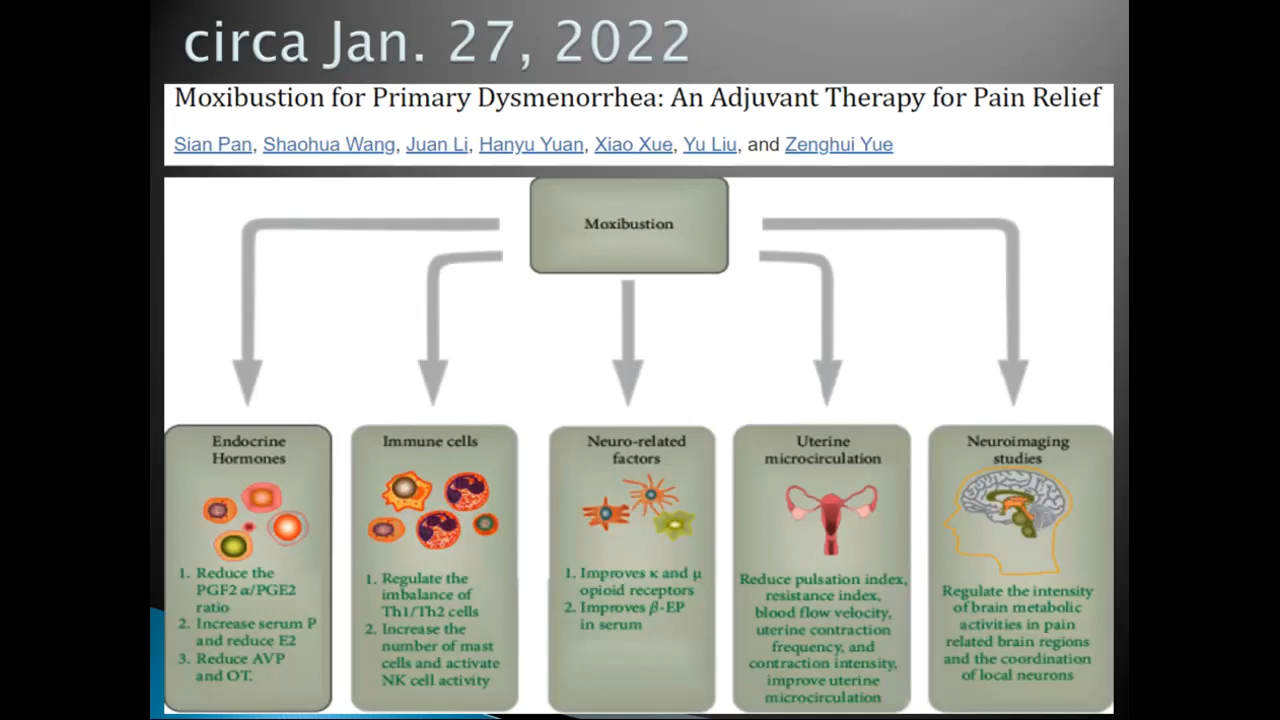 circa Jan. 27, 2022
Moxibustion for Primary Dysmenorrhea: An Adjuvant Therapy for Pain Relief
Sian Pan, Shaohua Wang, Juan Li, Hanyu Yuan, Xiao Xue, Yu Liu, and Zenghui Yue
Moxibustion
Endocrine
Hormones
1. Reduce the
PGF2 α/PGE2
ratio
2. Increase serum P
and reduce E2
3. Reduce AVP
and OT.
Immune cells
1. Regulate the
imbalance of
Th1/Th2 cells
2. Increase the
number of mast
cells and activate
NK cell activity
Neuro-related
factors
1. Improves κ and μ
opioid receptors
2. Improves β-EP
in serum
Uterine
microcirculation
Reduce pulsation index,
resistance index,
blood flow velocity,
uterine contraction
frequency, and
contraction intensity,
improve uterine
microcirculation
Neuroimaging
studies
Regulate the intensity
of brain metabolic
activities in pain
related brain regions
and the coordination
of local neurons